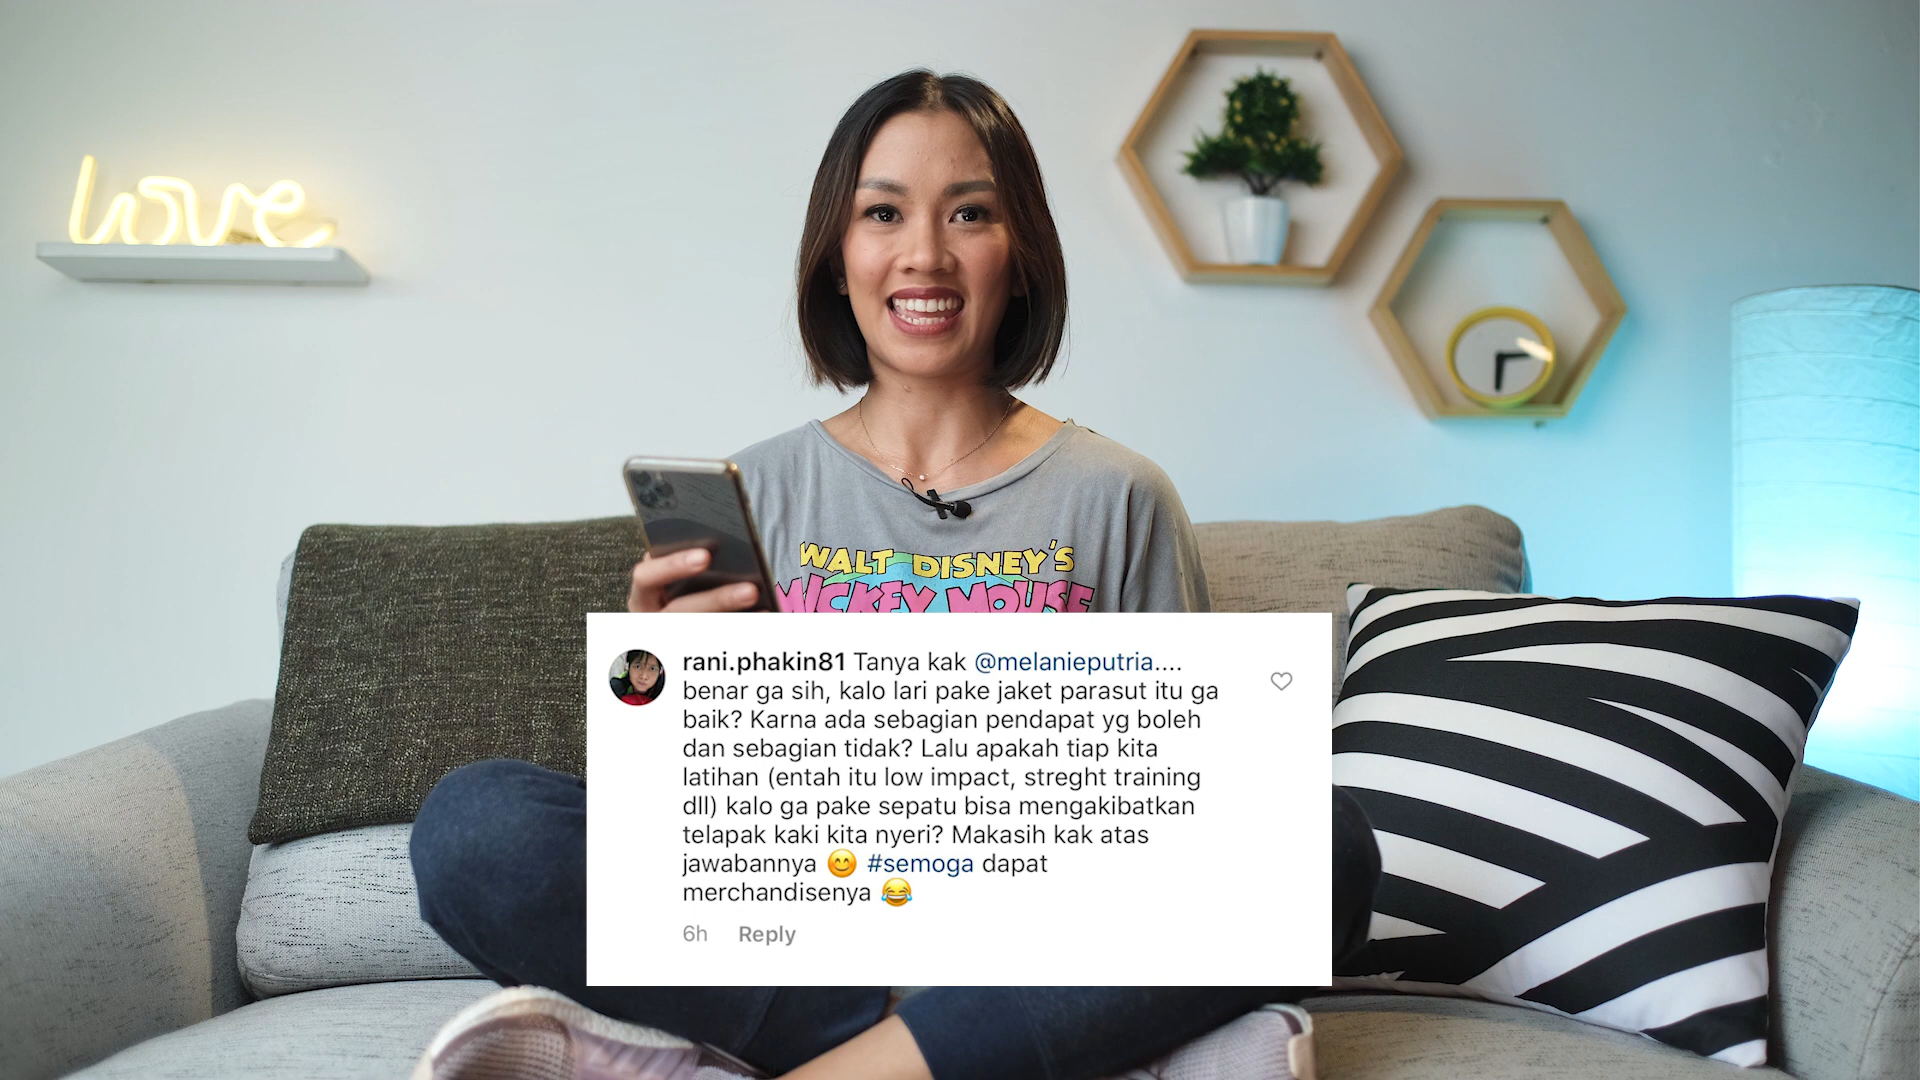 love
WALT DISNEY'S
MICKEY MOUSE
rani.phakin81 Tanya kak @melanieputria....
benar ga sih, kalo lari pake jaket parasut itu ga
baik? Karna ada sebagian pendapat yg boleh
dan sebagian tidak? Lalu apakah tiap kita
latihan (entah itu low impact, streght training
dll) kalo ga pake sepatu bisa mengakibatkan
telapak kaki kita nyeri? Makasih kak atas
jawabannya 😊 #semoga dapat
merchandisenya 😂
6h Reply